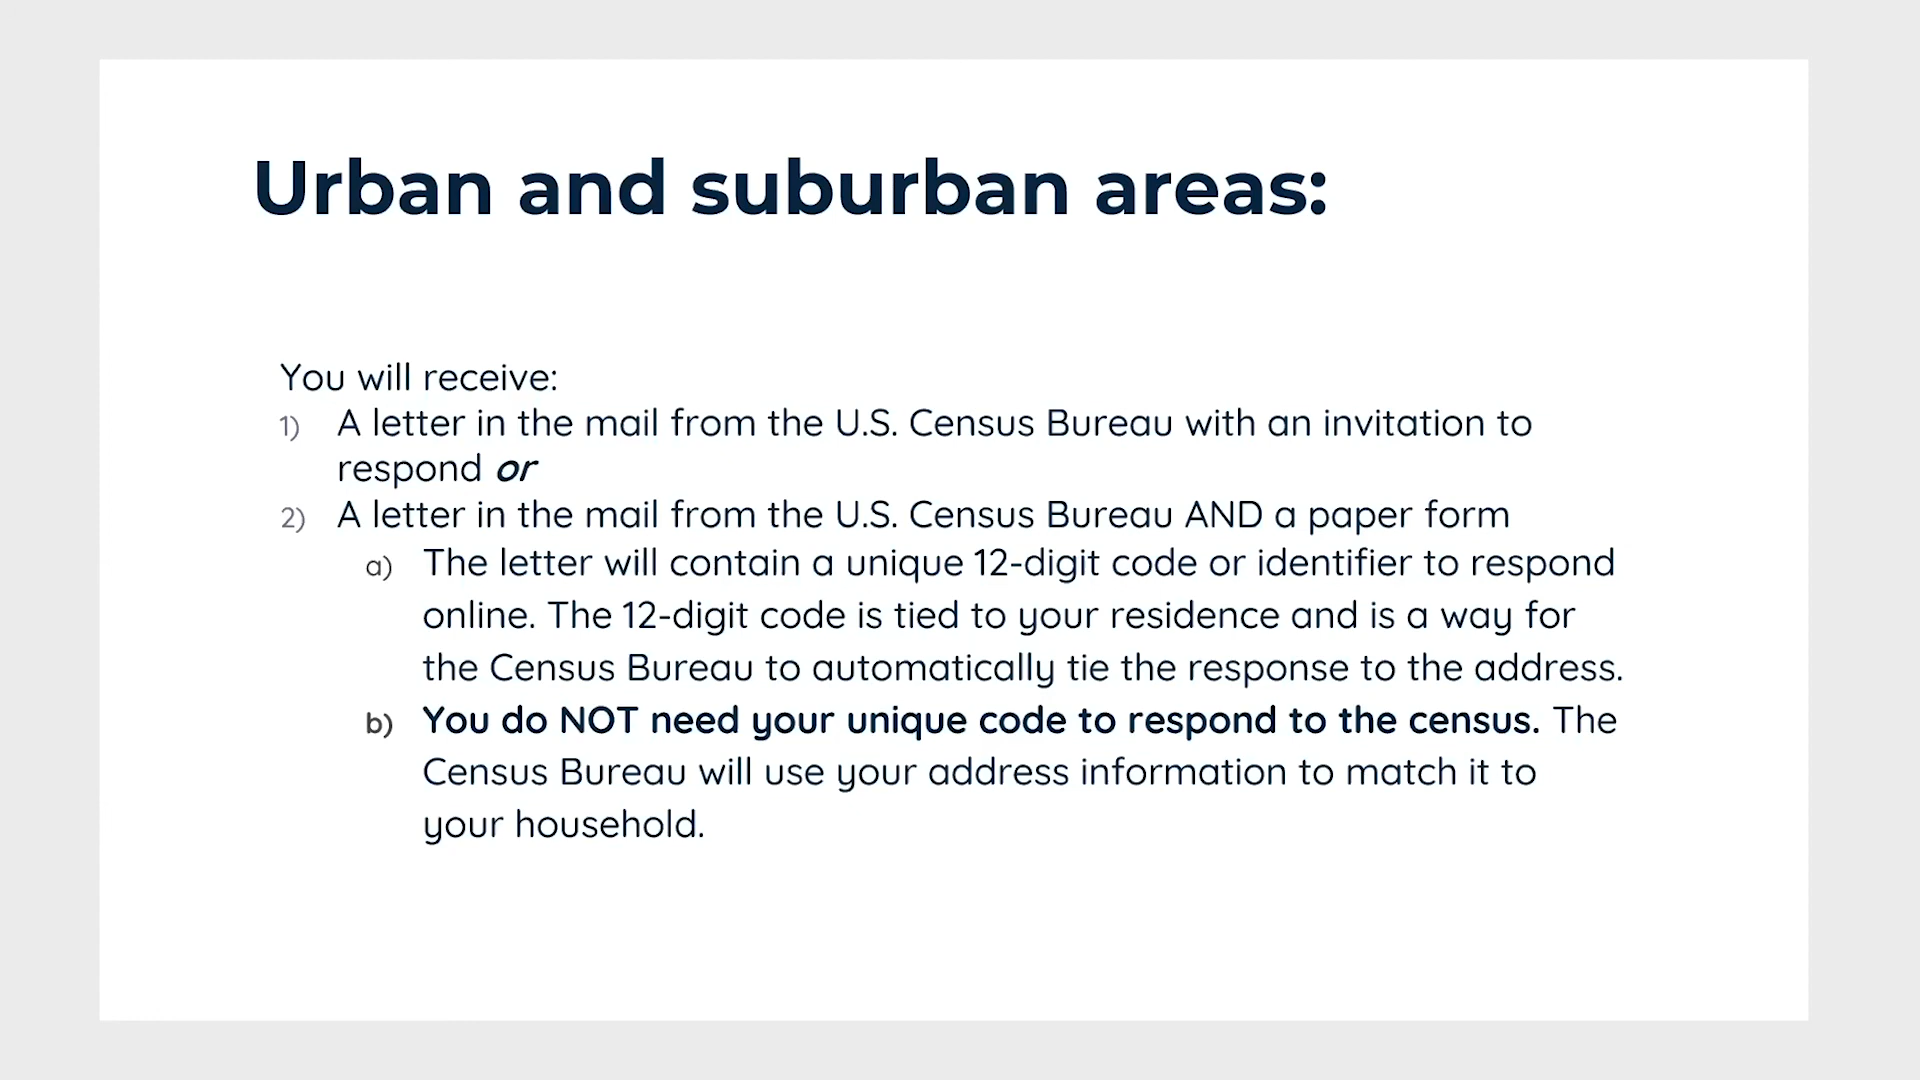 Urban and suburban areas:
You will receive:
1) A letter in the mail from the U.S. Census Bureau with an invitation to
respond or
2) A letter in the mail from the U.S. Census Bureau AND a paper form
a) The letter will contain a unique 12-digit code or identifier to respond
online. The 12-digit code is tied to your residence and is a way for
the Census Bureau to automatically tie the response to the address.
b) You do NOT need your unique code to respond to the census. The
Census Bureau will use your address information to match it to
your household.